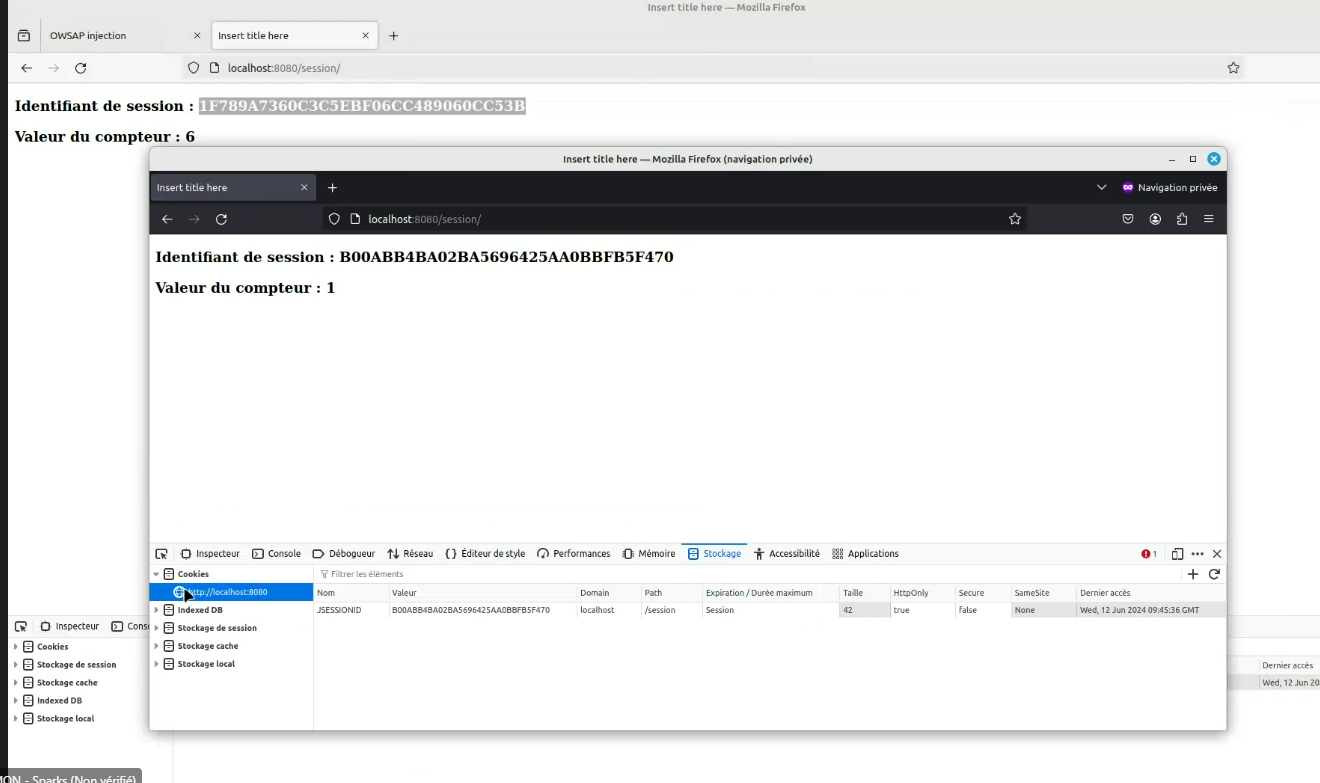 Insert title here — Mozilla Firefox
OWSAP injection
Insert title here
localhost:8080/session/
Identifiant de session : 1F789A7360C3C5EBF06CC489060CC53B
Valeur du compteur : 6
Insert title here — Mozilla Firefox (navigation privée)
Insert title here
Navigation privée
localhost:8080/session/
Identifiant de session : B00ABB4BA02BA5696425AA0BBFB5F470
Valeur du compteur : 1
Inspecteur Console Débogueur Réseau Éditeur de style Performances Mémoire Stockage Accessibilité Applications 1
Cookies
Filtrer les éléments
http://localhost:8080
Nom Valeur Domain Path Expiration / Durée maximum Taille HttpOnly Secure SameSite Dernier accès
Indexed DB
JSESSIONID B00ABB4BA02BA5696425AA0BBFB5F470 localhost /session Session 42 true false None Wed, 12 Jun 2024 09:45:36 GMT
Stockage de session
Stockage cache
Stockage local
Inspecteur Conso
Cookies
Stockage de session
Stockage cache
Indexed DB
Stockage local
Dernier accès
Wed, 12 Jun 20
MON - Sparks (Non vérifié)